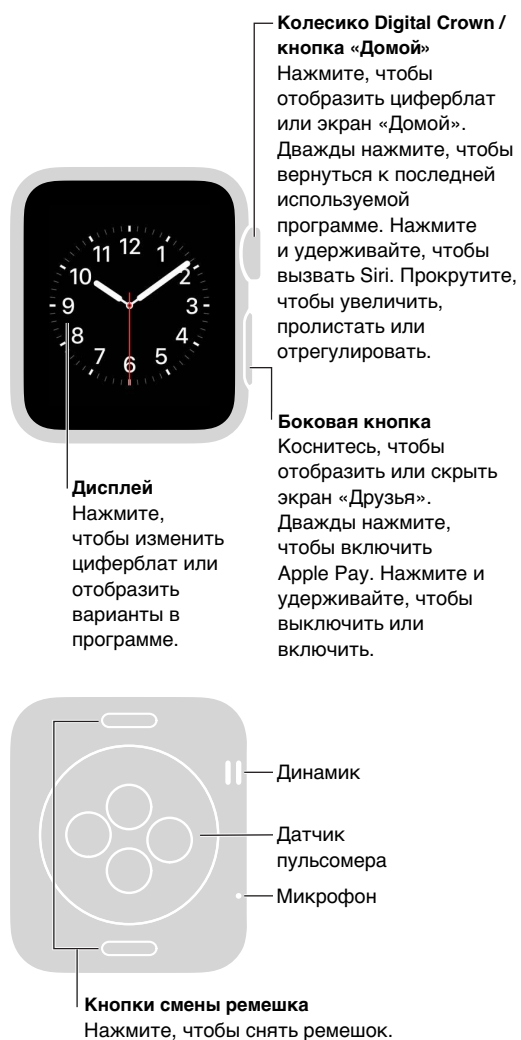 Колесико Digital Crown /
кнопка «Домой»
Нажмите, чтобы
отобразить циферблат
или экран «Домой».
Дважды нажмите, чтобы
вернуться к последней
используемой
программе. Нажмите
и удерживайте, чтобы
вызвать Siri. Прокрутите,
чтобы увеличить,
пролистать или
отрегулировать.
12
1
2
3
4
5
6
7
8
9
10
11
Боковая кнопка
Коснитесь, чтобы
отобразить или скрыть
экран «Друзья».
Дважды нажмите,
чтобы включить
Apple Pay. Нажмите и
удерживайте, чтобы
выключить или
включить.
Дисплей
Нажмите,
чтобы изменить
циферблат или
отобразить
варианты в
программе.
Динамик
Датчик
пульсомера
Микрофон
Кнопки смены ремешка
Нажмите, чтобы снять ремешок.